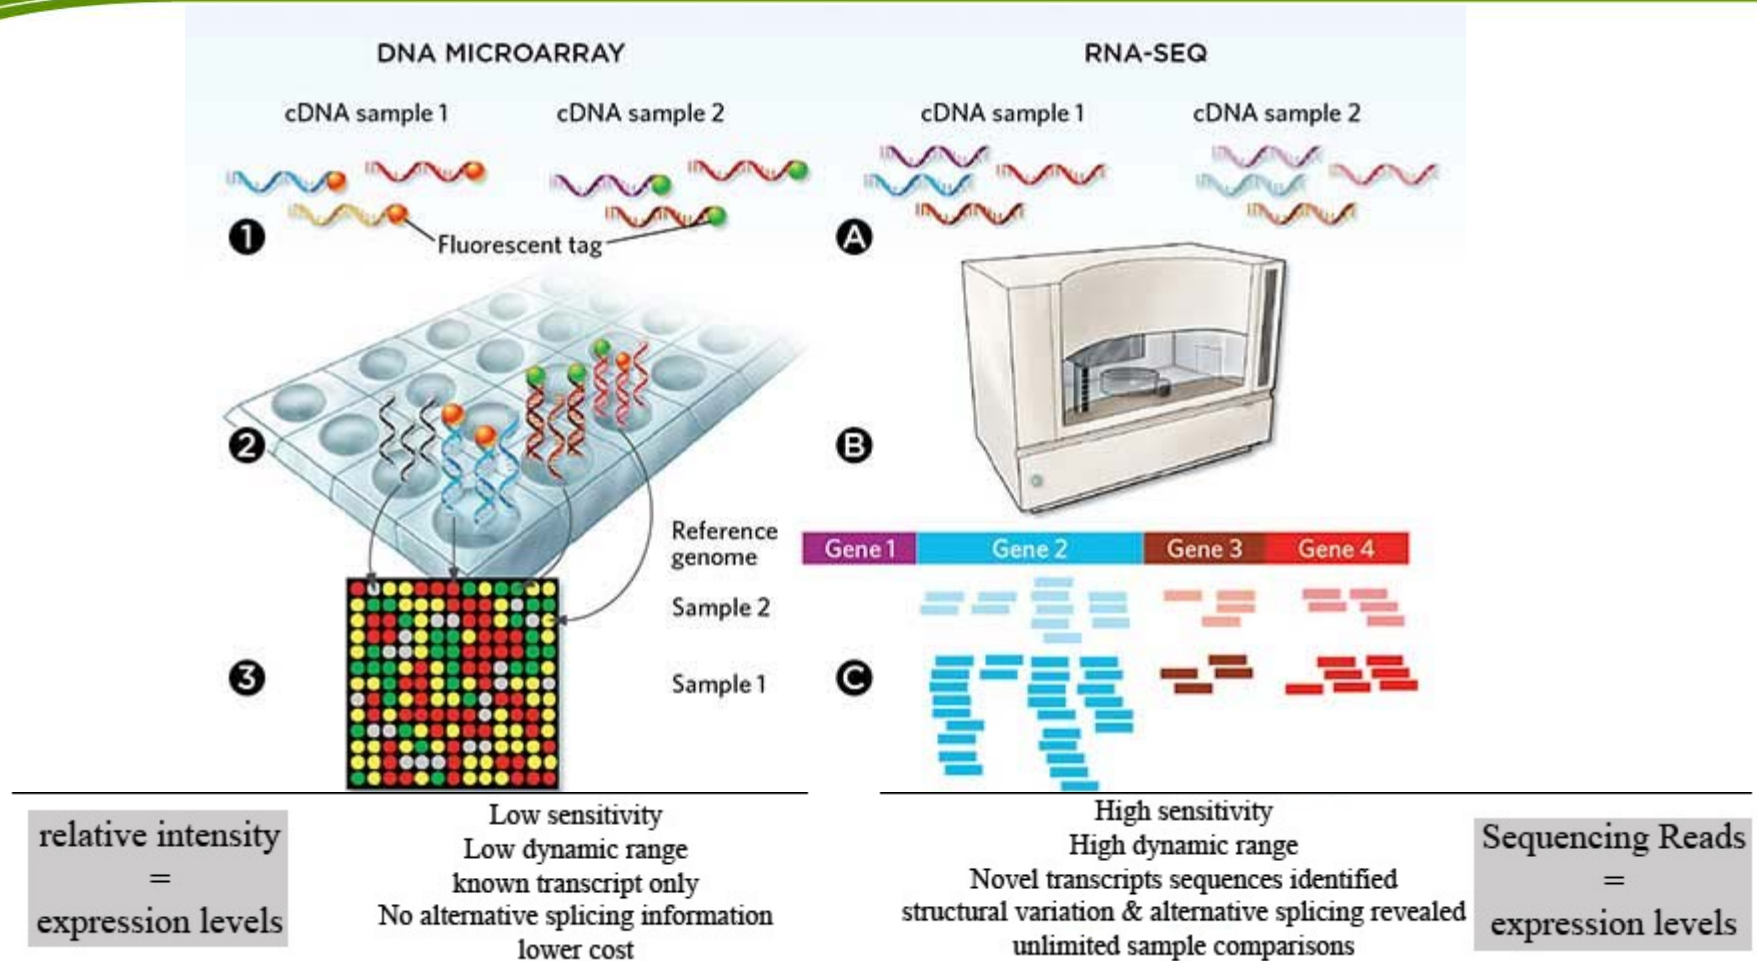 DNA MICROARRAY
cDNA sample 1
cDNA sample 2
1
Fluorescent tag
2
3
RNA-SEQ
cDNA sample 1
cDNA sample 2
A
B
Reference
genome
Gene 1
Gene 2
Gene 3
Gene 4
Sample 2
Sample 1
C
relative intensity
=
expression levels
Low sensitivity
Low dynamic range
known transcript only
No alternative splicing information
lower cost
High sensitivity
High dynamic range
Novel transcripts sequences identified
structural variation & alternative splicing revealed
unlimited sample comparisons
Sequencing Reads
=
expression levels